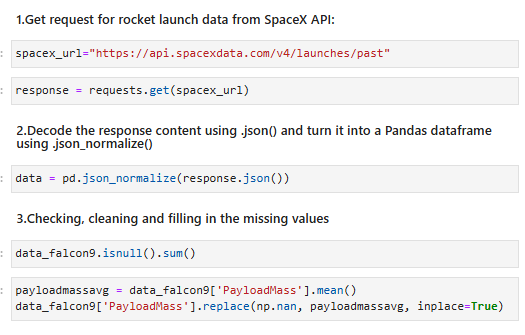 1.Get request for rocket launch data from SpaceX API:
: spacex_url="https://api.spacexdata.com/v4/launches/past"
: response = requests.get(spacex_url)
2.Decode the response content using .json() and turn it into a Pandas dataframe
using .json_normalize()
: data = pd.json_normalize(response.json())
3.Checking, cleaning and filling in the missing values
: data_falcon9.isnull().sum()
: payloadmassavg = data_falcon9['PayloadMass'].mean()
data_falcon9['PayloadMass'].replace(np.nan, payloadmassavg, inplace=True)